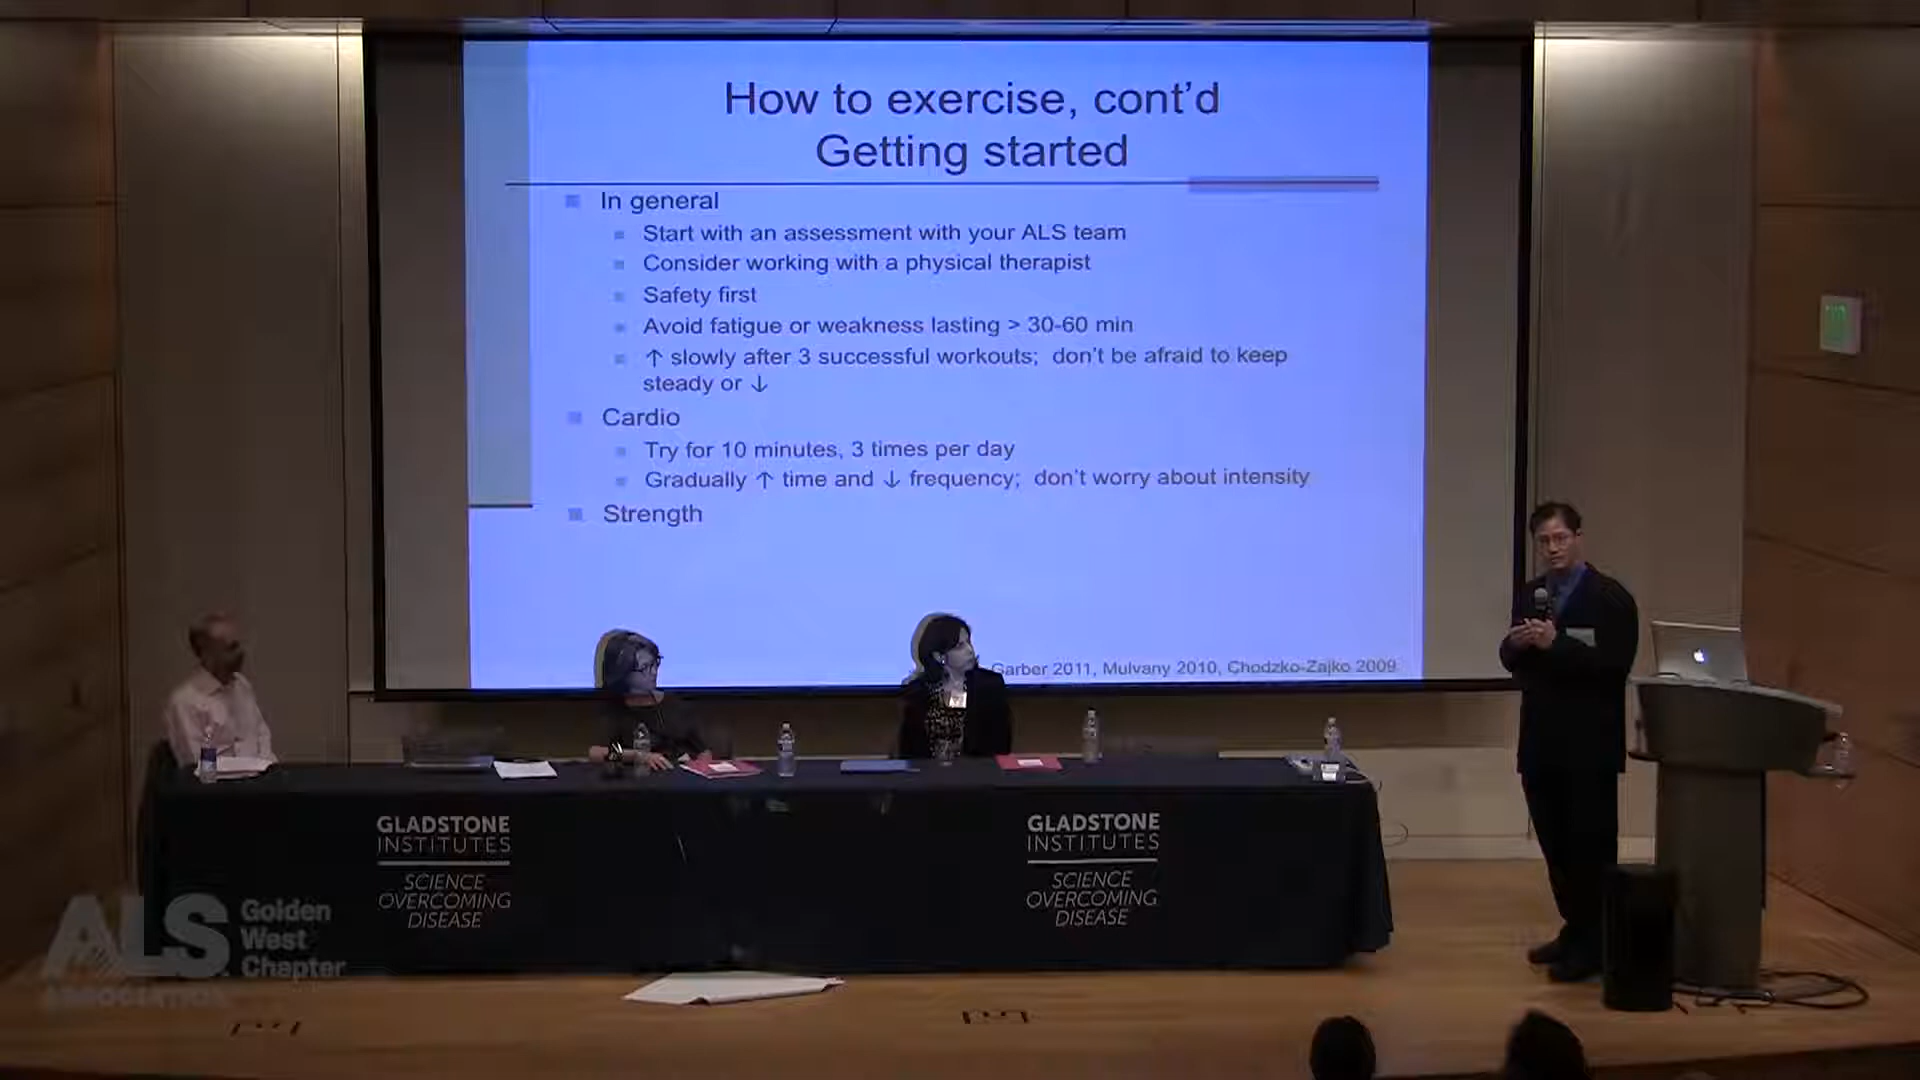 How to exercise, cont'd
Getting started
In general
Start with an assessment with your ALS team
Consider working with a physical therapist
Safety first
Avoid fatigue or weakness lasting > 30-60 min
↑ slowly after 3 successful workouts; don't be afraid to keep
steady or ↓
Cardio
Try for 10 minutes, 3 times per day
Gradually ↑ time and ↓ frequency; don't worry about intensity
Strength
Garber 2011, Mulvany 2010, Chodzko-Zajko 2009
GLADSTONE
INSTITUTES
SCIENCE
OVERCOMING
DISEASE
GLADSTONE
INSTITUTES
SCIENCE
OVERCOMING
DISEASE
ALS
ASSOCIATION
Golden
West
Chapter